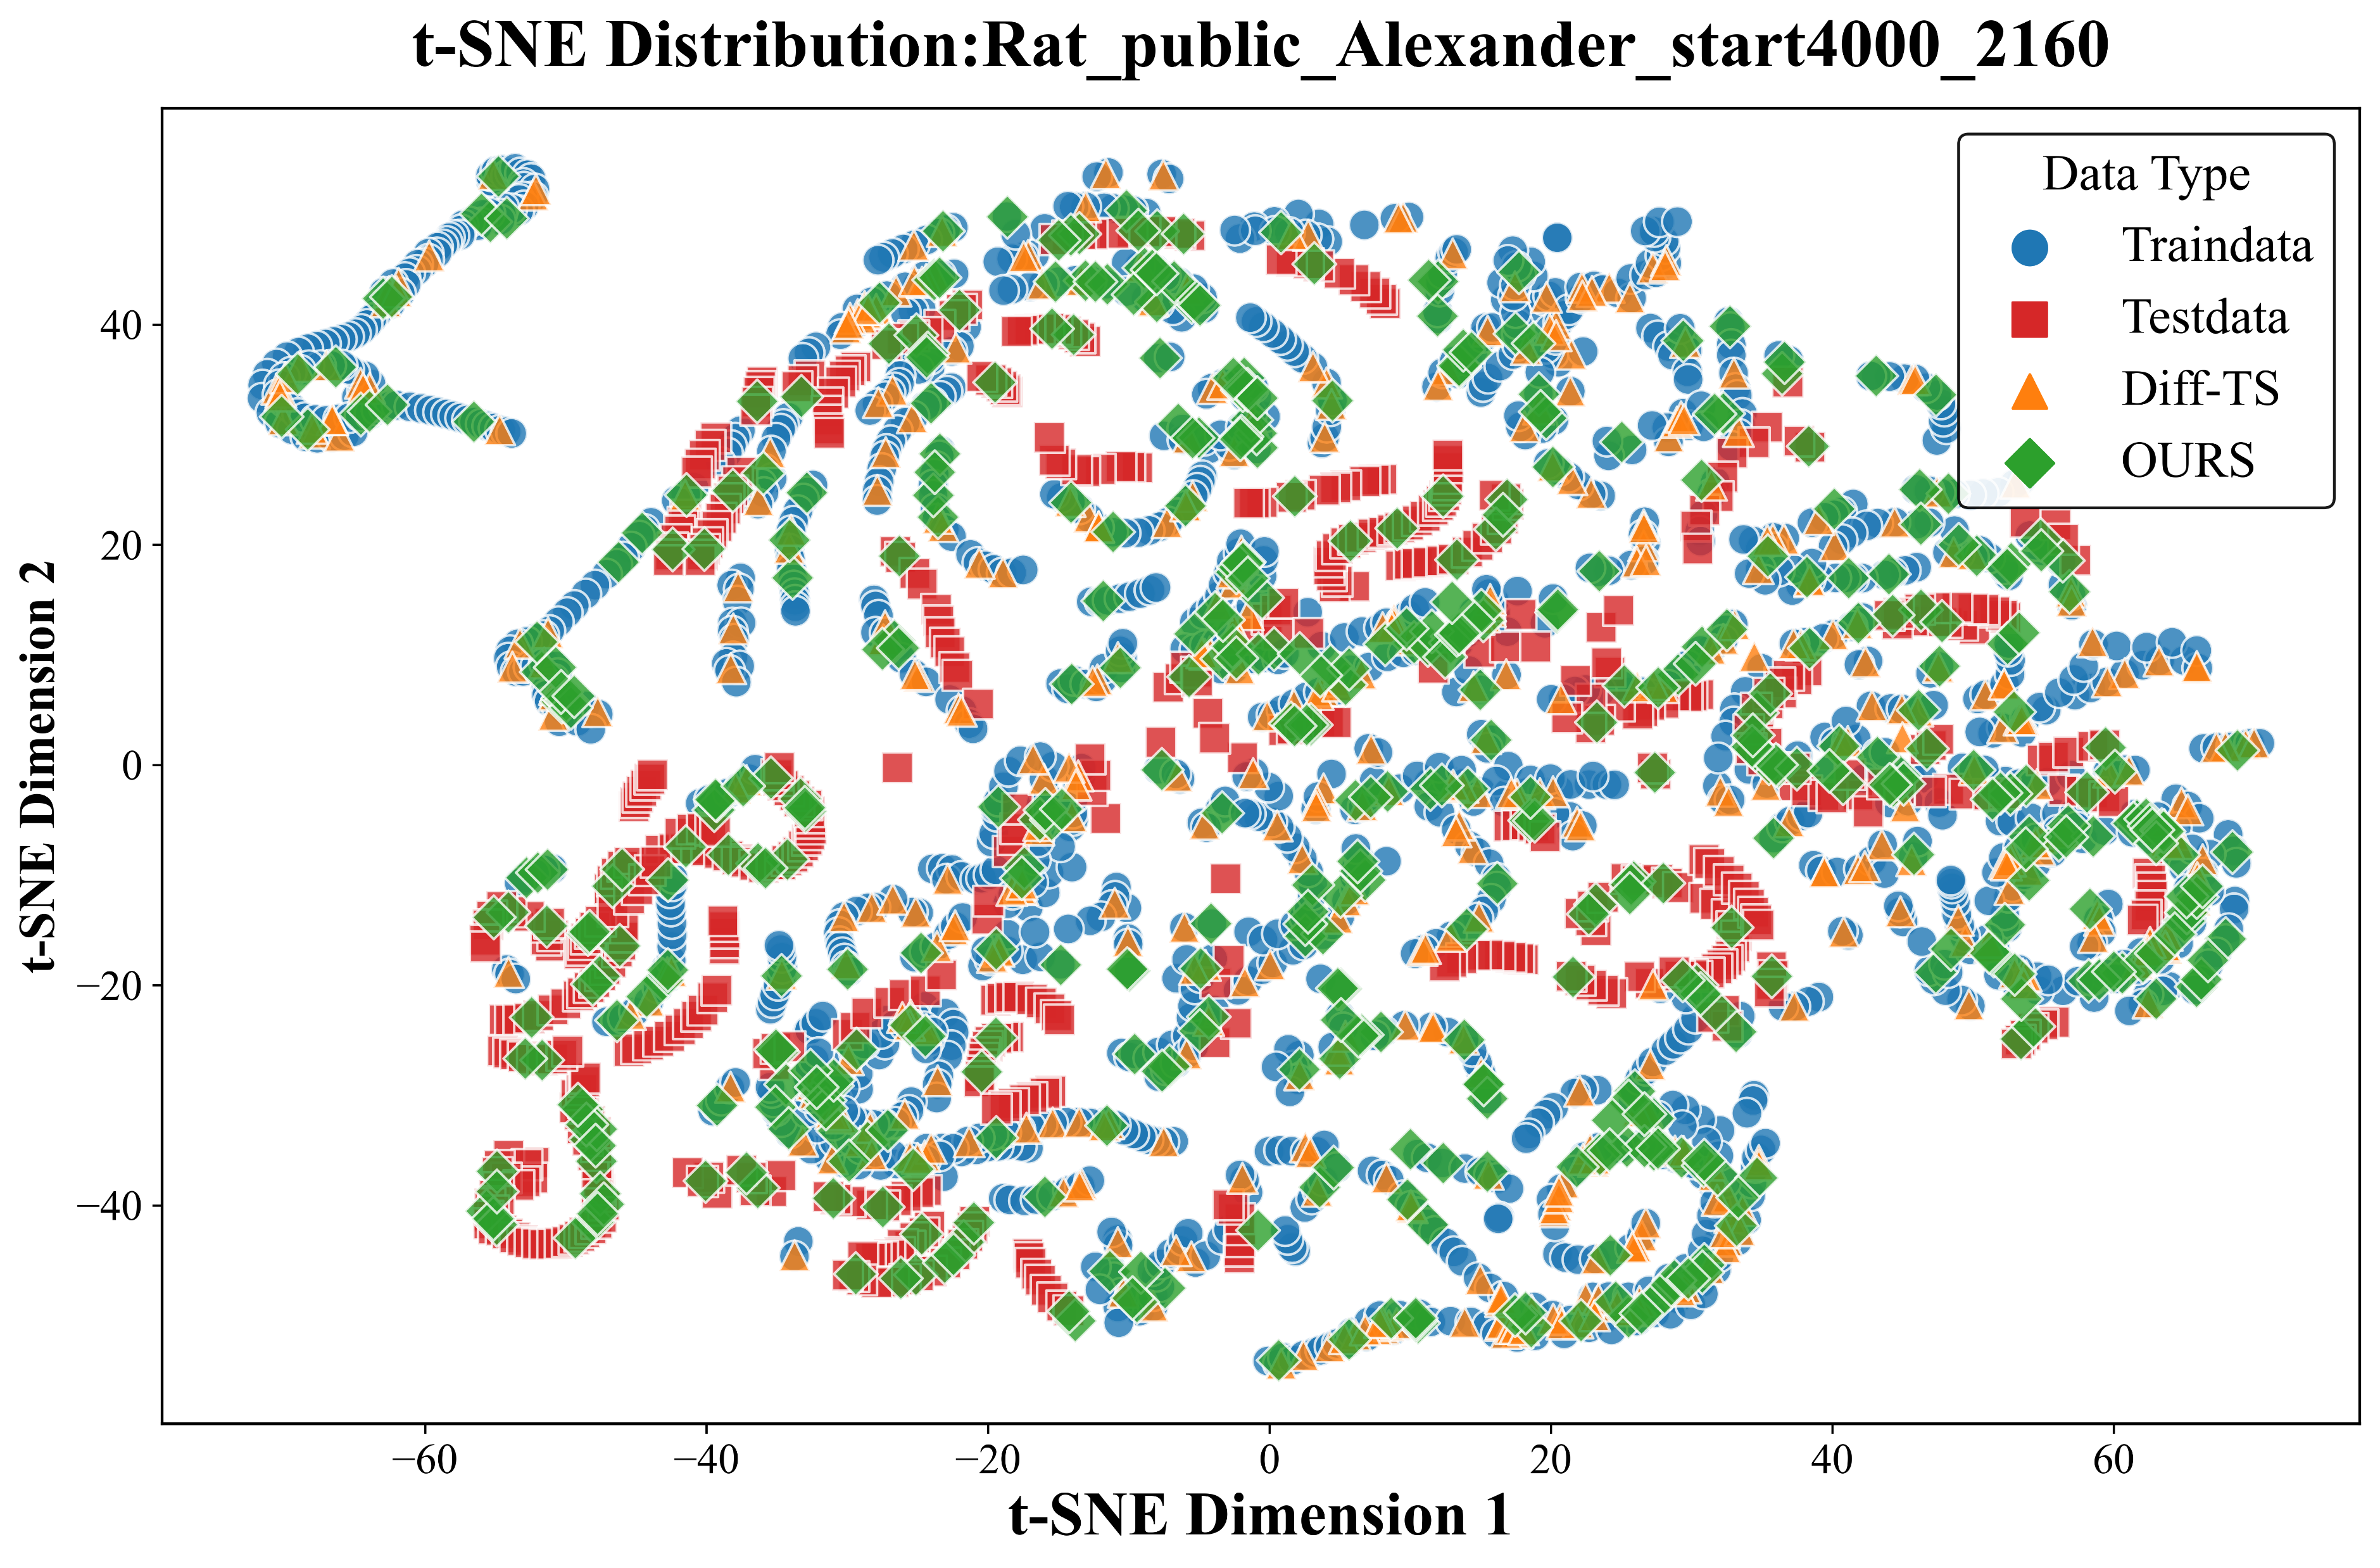 t-SNE Distribution:Rat_public_Alexander_start4000_2160
Data Type
Traindata
Testdata
Diff-TS
OURS
t-SNE Dimension 2
40
20
0
−20
−40
−60
−40
−20
0
20
40
60
t-SNE Dimension 1